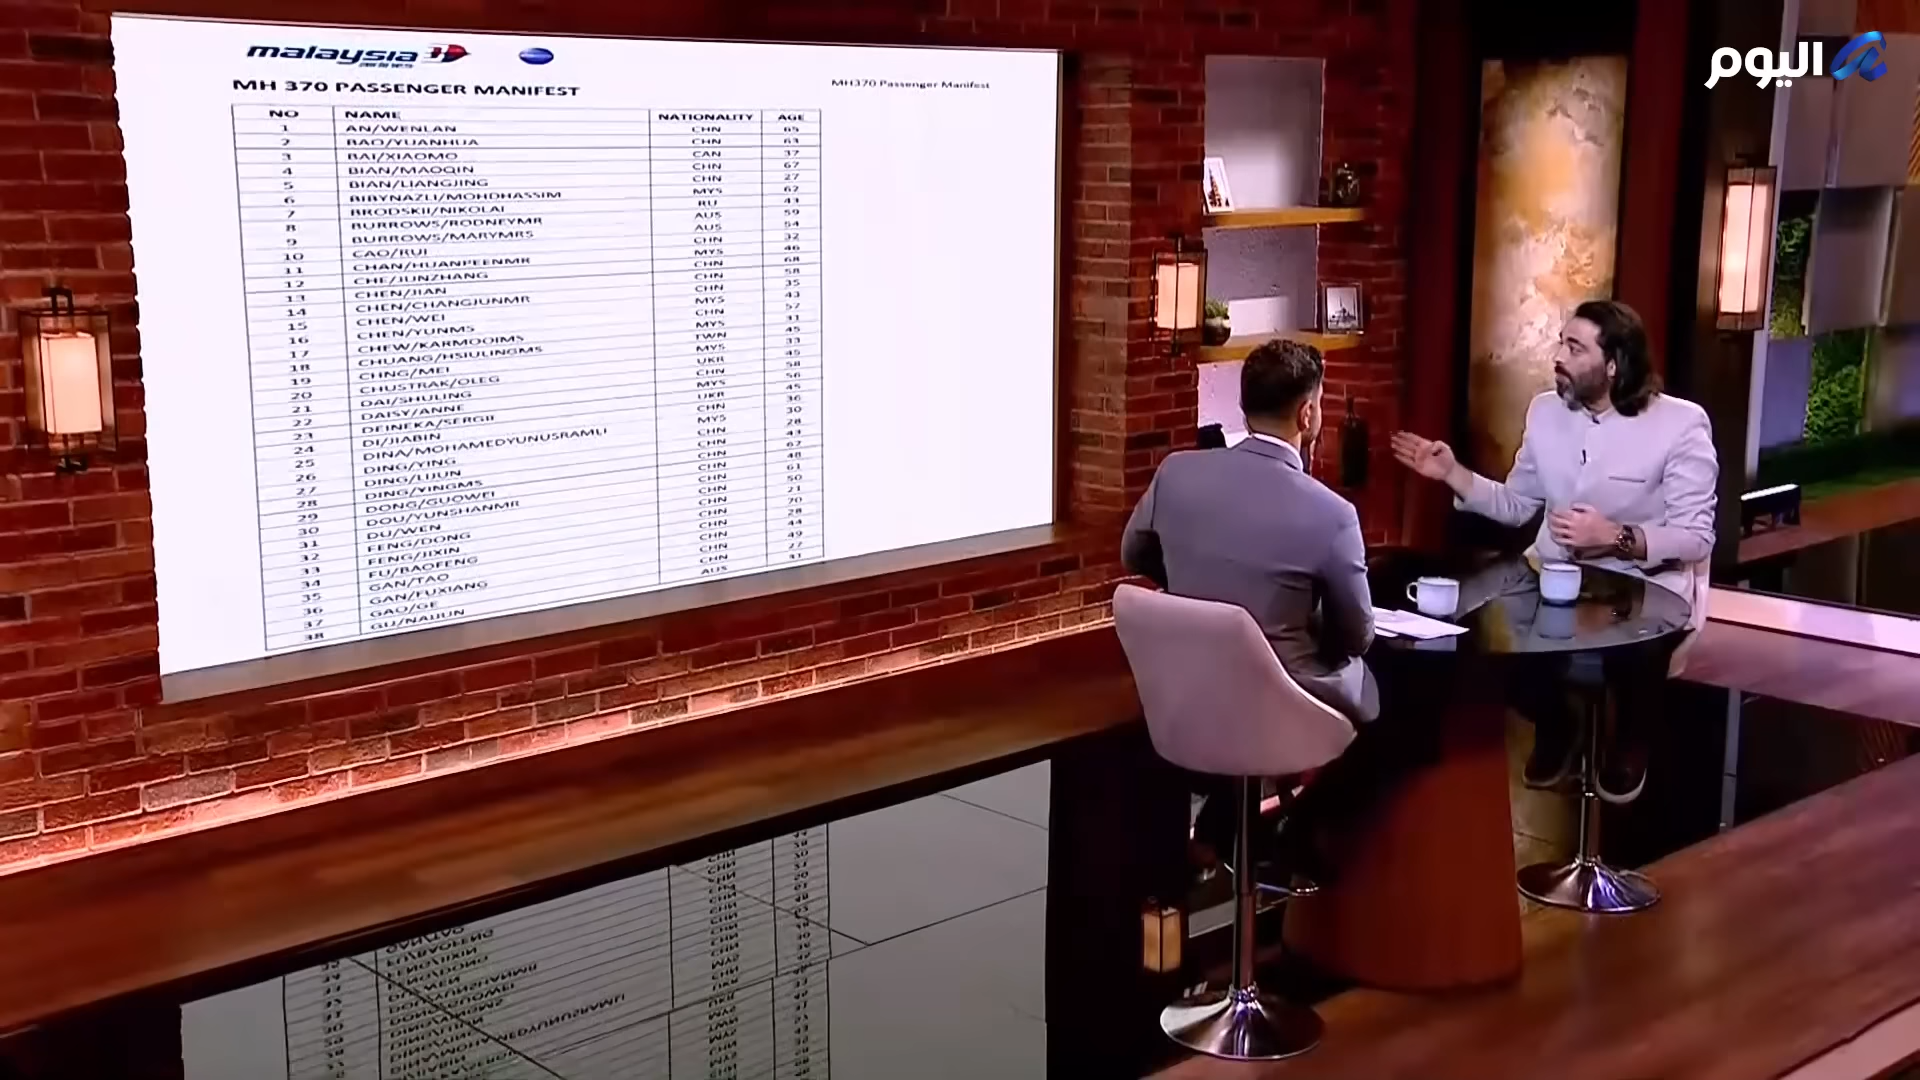 اليوم
malaysia
MH 370 PASSENGER MANIFEST
MH370 Passenger Manifest
NO NAME NATIONALITY AGE
1 AN/WENLAN CHN 65
2 BAO/YUANHUA CHN 63
3 BAI/XIAOMO CAN 37
4 BIAN/MAOQIN CHN 67
5 BIAN/LIANGJING CHN 27
6 BIBYNAZLI/MOHDHASSIM MYS 62
7 BRODSKII/NIKOLAI RU 43
8 BURROWS/RODNEYMR AUS 59
9 BURROWS/MARYMRS AUS 54
10 CAO/RUI CHN 32
11 CHAN/HUANPEENMR MYS 46
12 CHE/JUNZHANG CHN 68
13 CHEN/JIAN CHN 58
14 CHEN/CHANGJUNMR CHN 35
15 CHEN/WEI MYS 43
16 CHEN/YUNMS CHN 57
17 CHEW/KARMOOIMS MYS 31
18 CHUANG/HSIULINGMS TWN 45
19 CHNG/MEI MYS 33
20 CHUSTRAK/OLEG UKR 45
21 DAI/SHULING CHN 58
22 DAISY/ANNE MYS 56
23 DEINEKA/SERGII UKR 45
24 DI/JIABIN CHN 36
25 DINA/MOHAMEDYUNUSRAMLI MYS 30
26 DING/YING CHN 28
27 DING/LIJUN CHN 43
28 DING/YINGMS CHN 62
29 DONG/GUOWEI CHN 48
30 DOU/YUNSHANMR CHN 61
31 DU/WEN CHN 50
32 FENG/DONG CHN 21
33 FENG/JIXIN CHN 70
34 FU/BAOFENG CHN 28
35 GAN/TAO CHN 44
36 GAN/FUXIANG CHN 49
37 GAO/GE CHN 27
38 GU/NAIJUN AUS 31